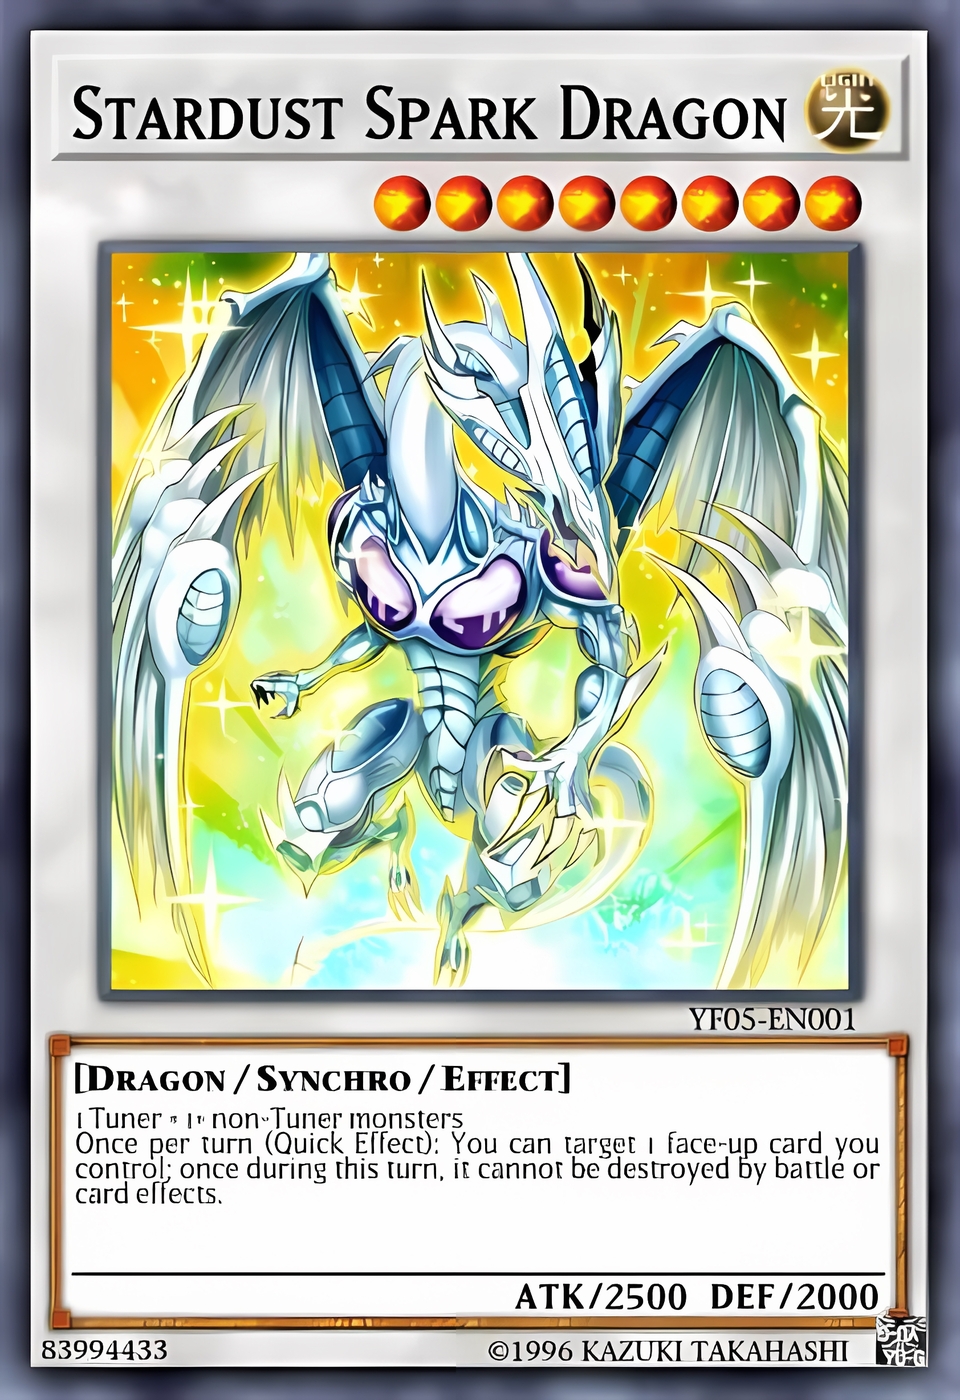 STARDUST SPARK DRAGON
光
YF05-EN001
[DRAGON / SYNCHRO / EFFECT]
1 Tuner non-Tuner monsters
Once per turn (Quick Effect): You can target 1 face-up card you
control; once during this turn, it cannot be destroyed by battle or
card effects.
ATK/2500 DEF/2000
83994433
©1996 KAZUKI TAKAHASHI